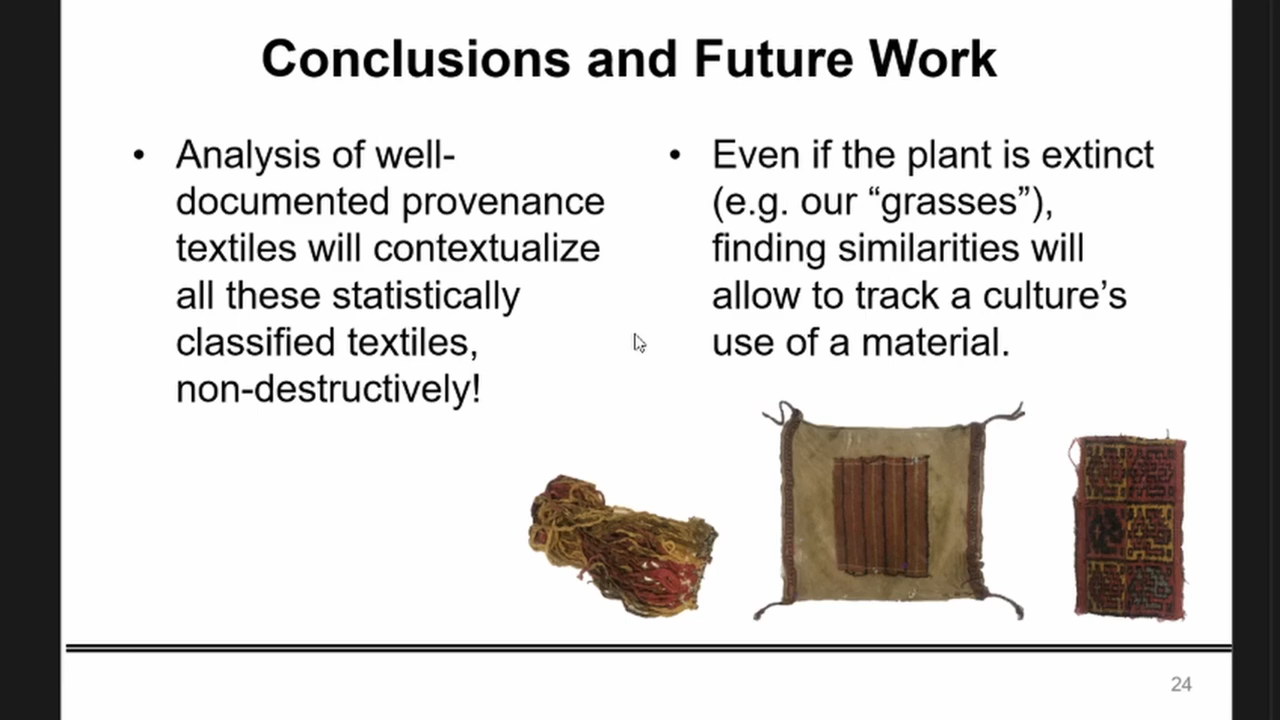 Conclusions and Future Work
• Analysis of well-
documented provenance
textiles will contextualize
all these statistically
classified textiles,
non-destructively!
• Even if the plant is extinct
(e.g. our “grasses”),
finding similarities will
allow to track a culture’s
use of a material.
24